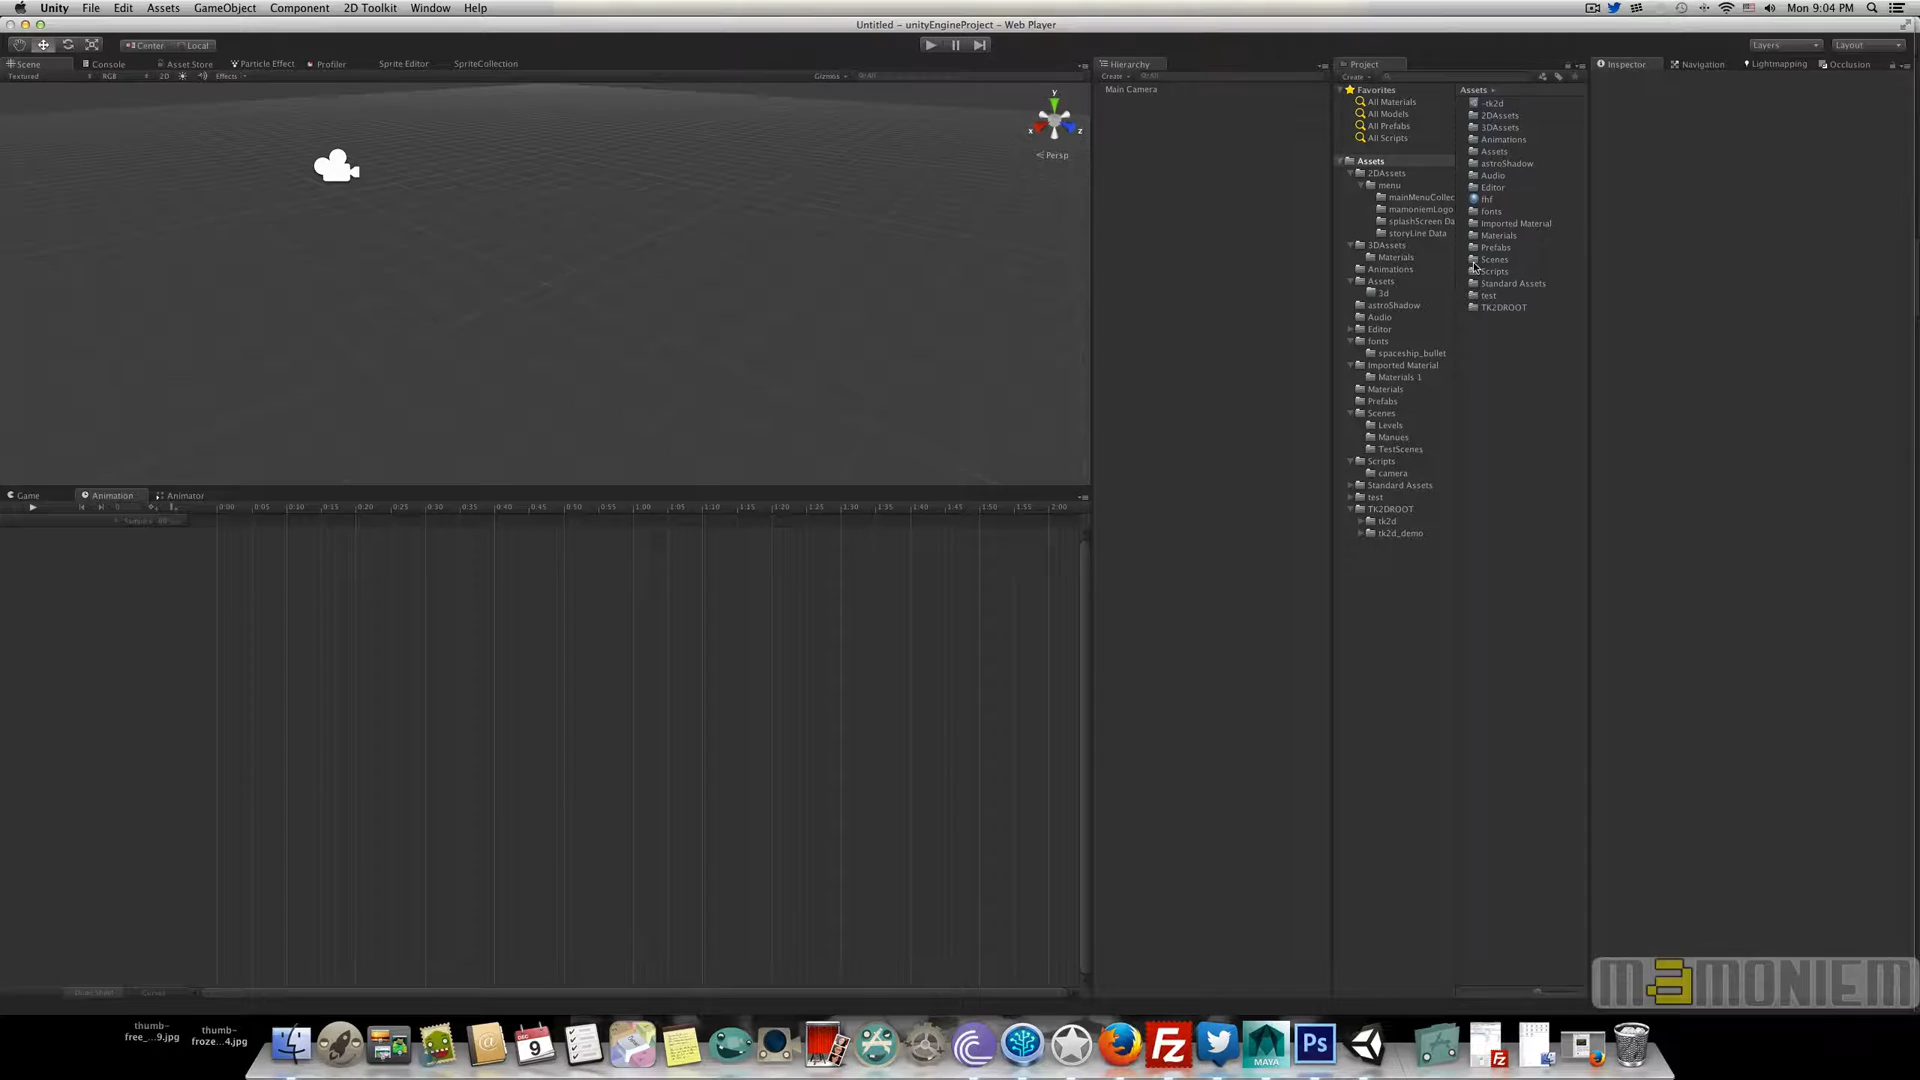 Unity File Edit Assets GameObject Component 2D Toolkit Window Help
Mon 9:04 PM
Untitled – unityEngineProject – Web Player
Center Local
Layers Layout
Scene Console Asset Store Particle Effect Profiler Sprite Editor SpriteCollection
Textured RGB 2D Effects Gizmos All
y
x z
Persp
Hierarchy
Create All
Main Camera
Project
Create
Favorites
All Materials
All Models
All Prefabs
All Scripts
Assets
2DAssets
menu
mainMenuCollec
mamoniemLogo
splashScreen Da
storyLine Data
3DAssets
Materials
Animations
Assets
3d
astroShadow
Audio
Editor
fonts
spaceship_bullet
Imported Material
Materials 1
Materials
Prefabs
Scenes
Levels
Manues
TestScenes
Scripts
camera
Standard Assets
test
TK2DROOT
tk2d
tk2d_demo
Assets
-tk2d
2DAssets
3DAssets
Animations
Assets
astroShadow
Audio
Editor
fhf
fonts
Imported Material
Materials
Prefabs
Scenes
Scripts
Standard Assets
test
TK2DROOT
Inspector Navigation Lightmapping Occlusion
Game Animation Animator
0:00 0:05 0:10 0:15 0:20 0:25 0:30 0:35 0:40 0:45 0:50 0:55 1:00 1:05 1:10 1:15 1:20 1:25 1:30 1:35 1:40 1:45 1:50 1:55 2:00
M3MONIEM
thumb-
free_...9.jpg
thumb-
froze...4.jpg
DEC
9
Fz
MAYA
Ps